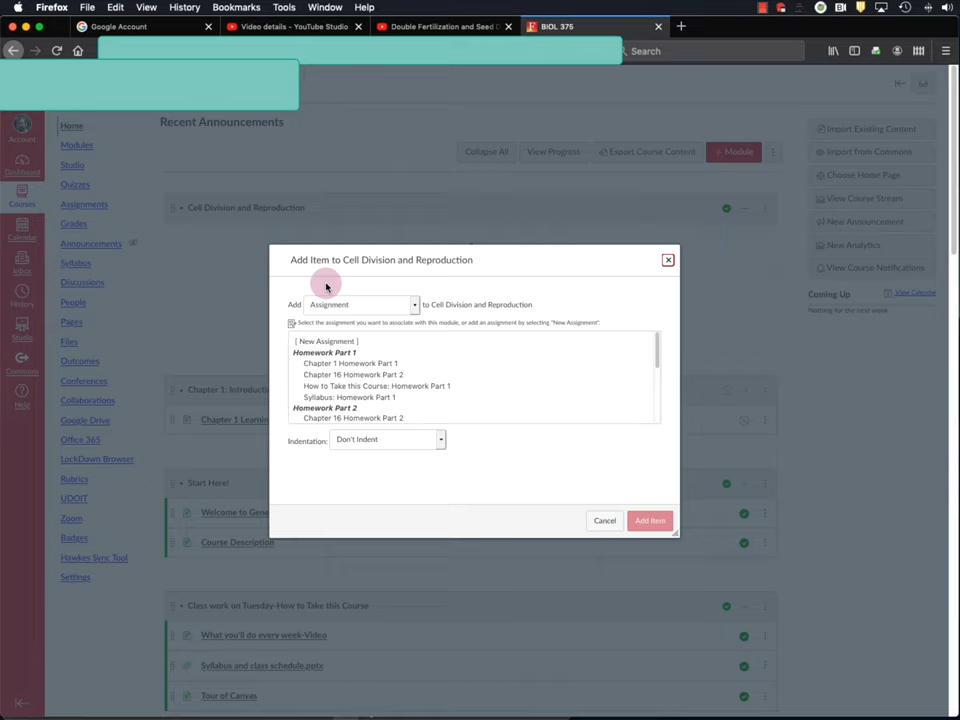 Firefox File Edit View History Bookmarks Tools Window Help
Google Account
Video details - YouTube Studio
Double Fertilization and Seed D
BIOL 375
Search
Recent Announcements
Collapse All
View Progress
Export Course Content
+ Module
Account
Dashboard
Courses
Calendar
Inbox
History
Studio
Commons
Help
Home
Modules
Studio
Quizzes
Assignments
Grades
Announcements
Syllabus
Discussions
People
Pages
Files
Outcomes
Conferences
Collaborations
Google Drive
Office 365
LockDown Browser
Rubrics
UDOIT
Zoom
Badges
Hawkes Sync Tool
Settings
Cell Division and Reproduction
Add Item to Cell Division and Reproduction
Add Assignment to Cell Division and Reproduction
Select the assignment you want to associate with this module, or add an assignment by selecting "New Assignment".
[ New Assignment ]
Homework Part 1
Chapter 1 Homework Part 1
Chapter 16 Homework Part 2
How to Take this Course: Homework Part 1
Syllabus: Homework Part 1
Homework Part 2
Chapter 16 Homework Part 2
Indentation: Don't Indent
Cancel
Add Item
Chapter 1: Introducti
Chapter 1 Learnin
Start Here!
Welcome to Gene
Course Description
Class work on Tuesday-How to Take this Course
What you'll do every week-Video
Syllabus and class schedule.pptx
Tour of Canvas
Import Existing Content
Import from Commons
Choose Home Page
View Course Stream
New Announcement
New Analytics
View Course Notifications
Coming Up
View Calendar
Nothing for the next week